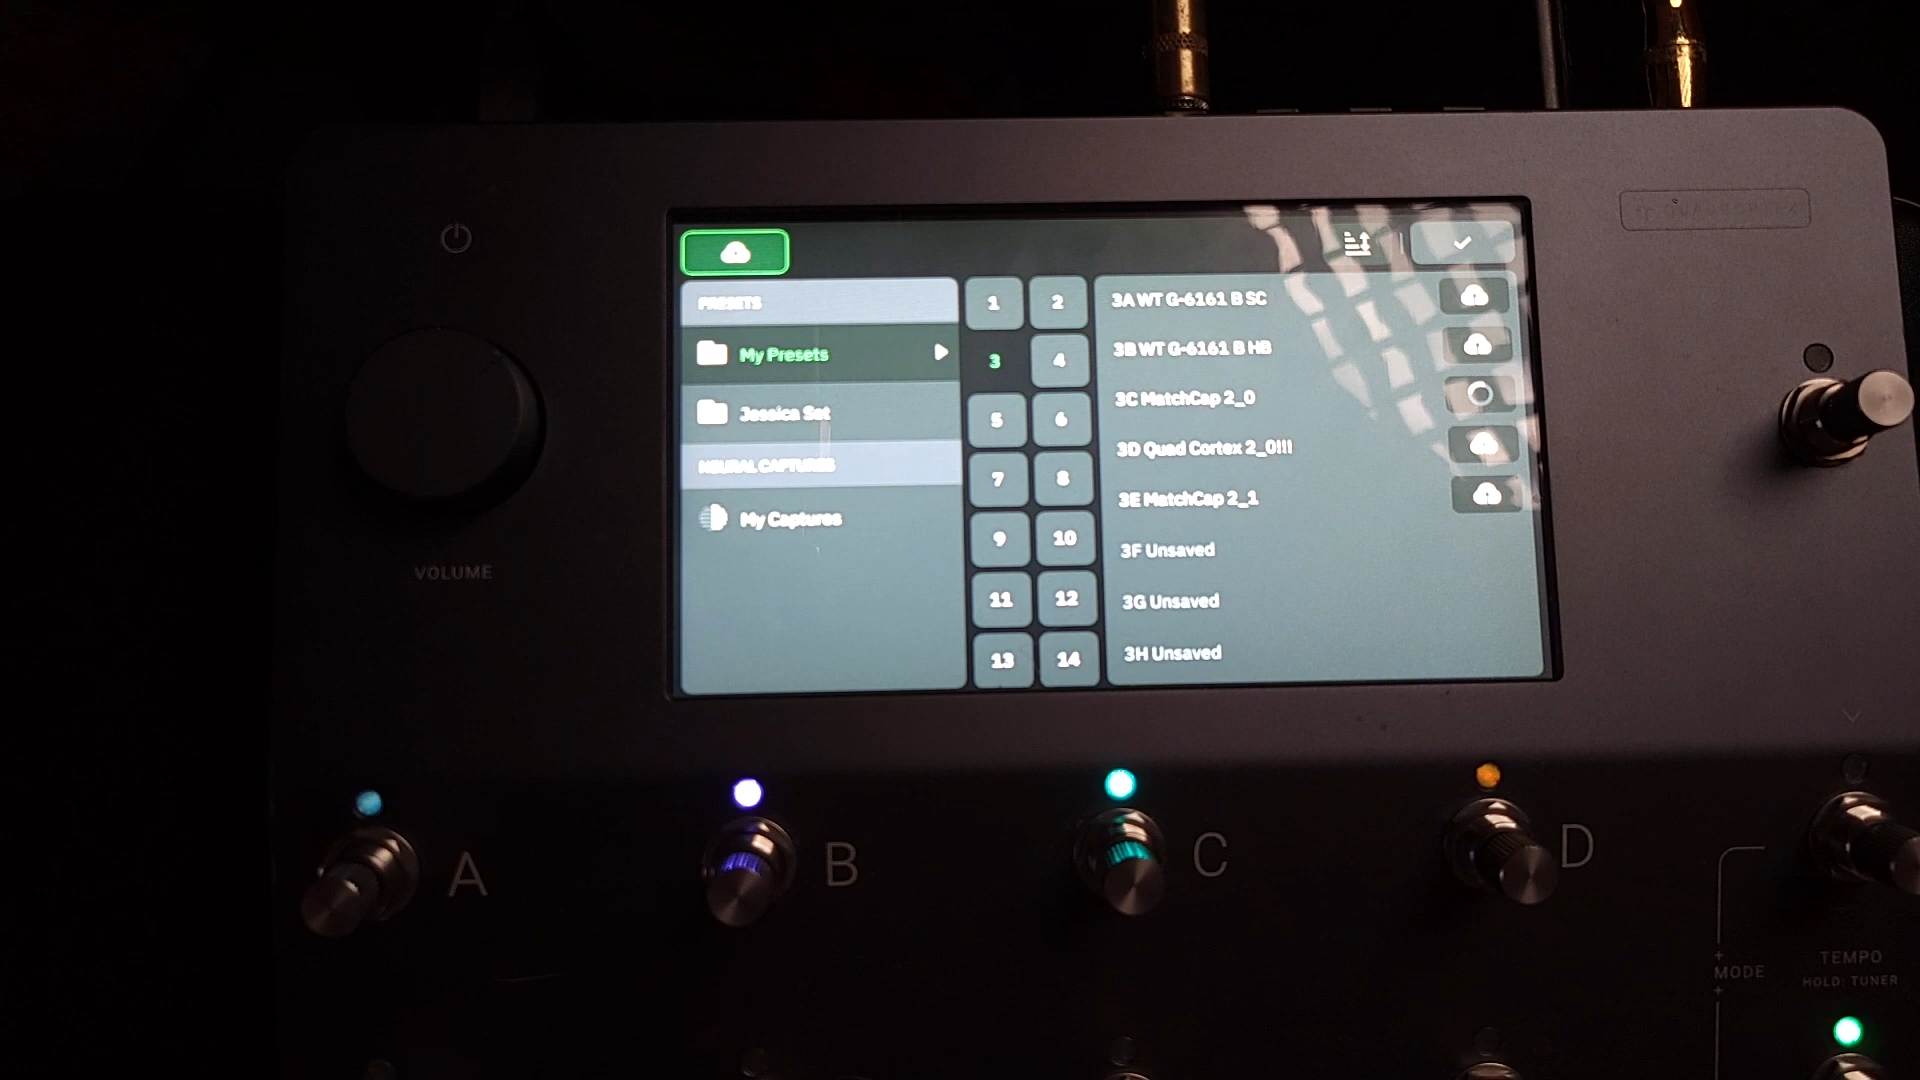 PRESETS
My Presets
Jessica Set
NEURAL CAPTURES
My Captures
1 2
3 4
5 6
7 8
9 10
11 12
13 14
3A WT G-6161 B SC
3B WT G-6161 B HB
3C MatchCap 2_0
3D Quad Cortex 2_0!!!
3E MatchCap 2_1
3F Unsaved
3G Unsaved
3H Unsaved
VOLUME
A
B
C
D
+
MODE
+
TEMPO
HOLD: TUNER